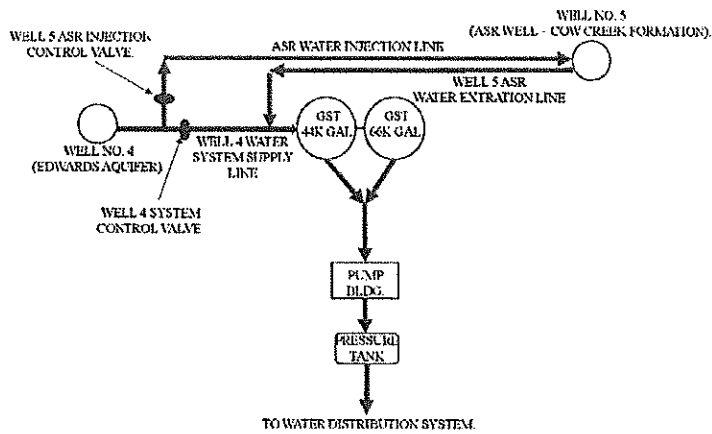 WELL NO. 5
(ASR WELL - COW CREEK FORMATION).
WELL 5 ASR INJECTION
CONTROL VALVE.
ASR WATER INJECTION LINE
WELL 5 ASR
WATER EXTRATION LINE
GST
44K GAL
GST
66K GAL
WELL NO. 4
(EDWARDS AQUIFER)
WELL 4 WATER
SYSTEM SUPPLY
LINE
WELL 4 SYSTEM
CONTROL VALVE
PUMP
BLDG.
PRESSURE
TANK
TO WATER DISTRIBUTION SYSTEM.